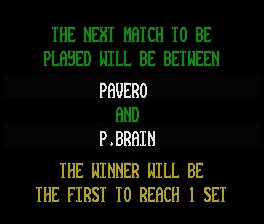 THE NEXT MATCH TO BE
PLAYED WILL BE BETWEEN
PAVERO
AND
P.BRAIN
THE WINNER WILL BE
THE FIRST TO REACH 1 SET